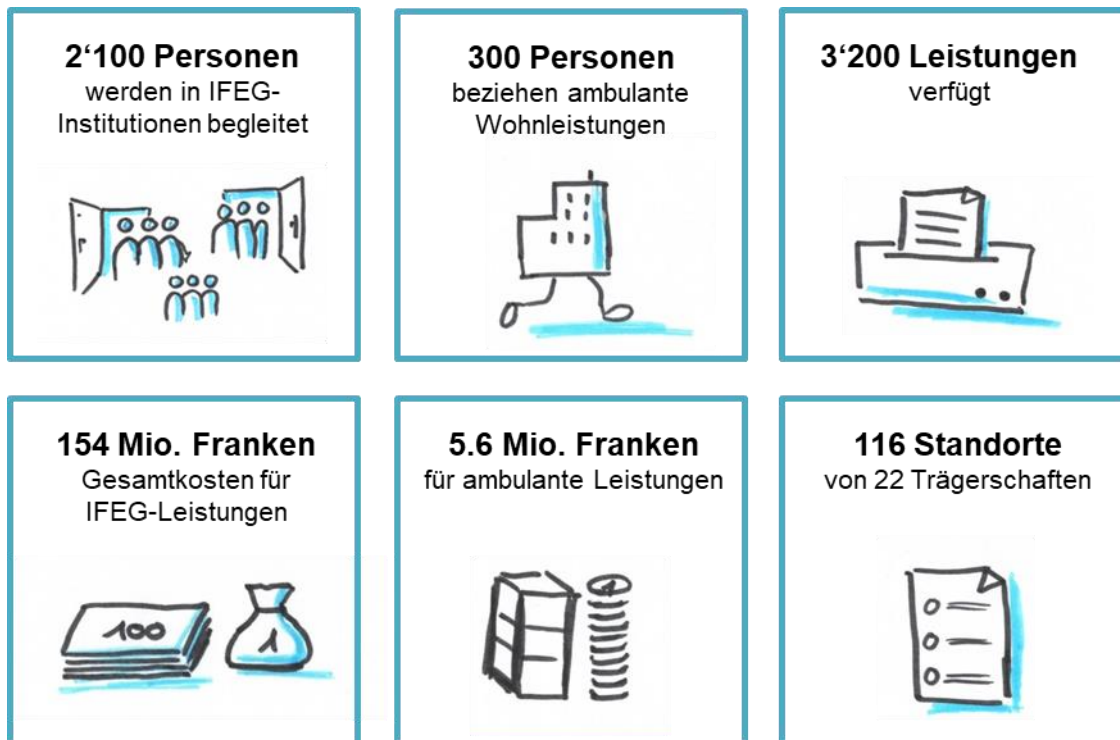 2‘100 Personen
werden in IFEG-
Institutionen begleitet
300 Personen
beziehen ambulante
Wohnleistungen
3‘200 Leistungen
verfügt
154 Mio. Franken
Gesamtkosten für
IFEG-Leistungen
100
1
5.6 Mio. Franken
für ambulante Leistungen
1
116 Standorte
von 22 Trägerschaften